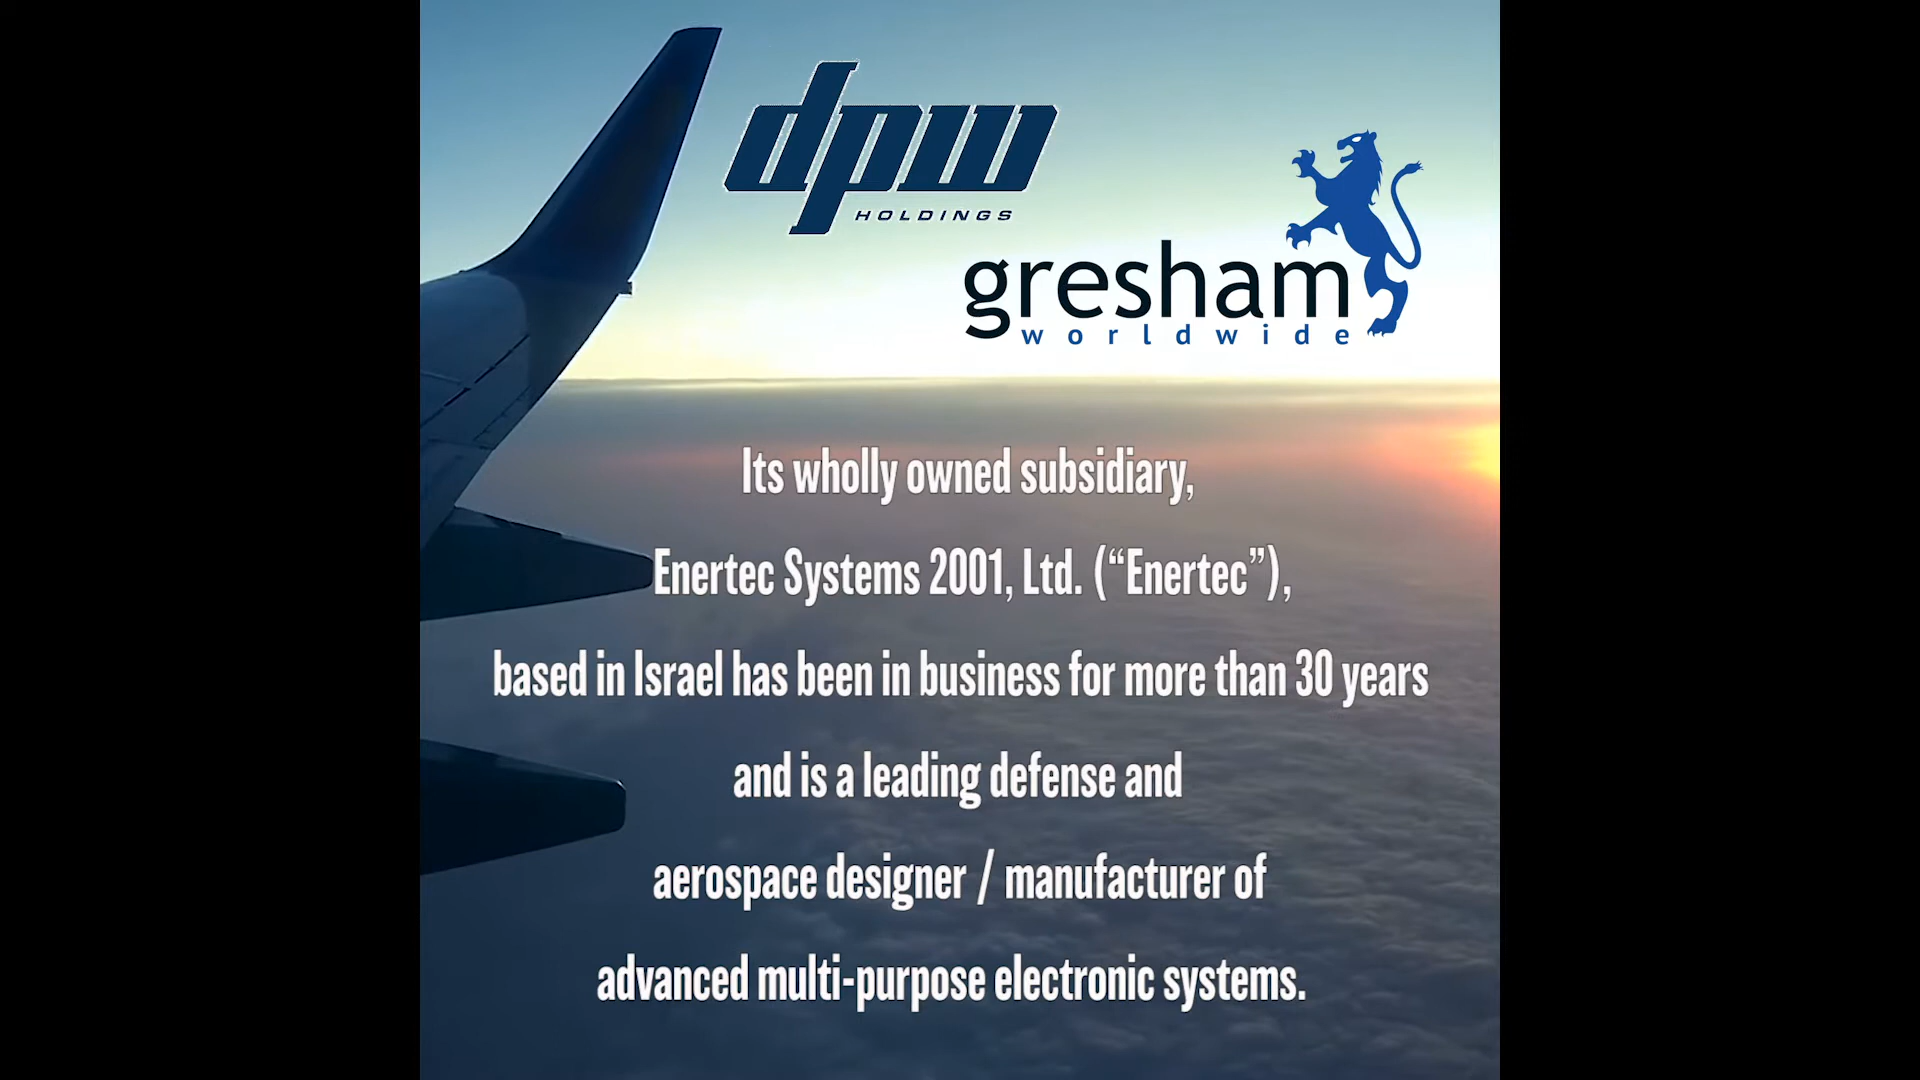 dpw
HOLDINGS
gresham
worldwide
Its wholly owned subsidiary,
Enertec Systems 2001, Ltd. (“Enertec”),
based in Israel has been in business for more than 30 years
and is a leading defense and
aerospace designer / manufacturer of
advanced multi-purpose electronic systems.